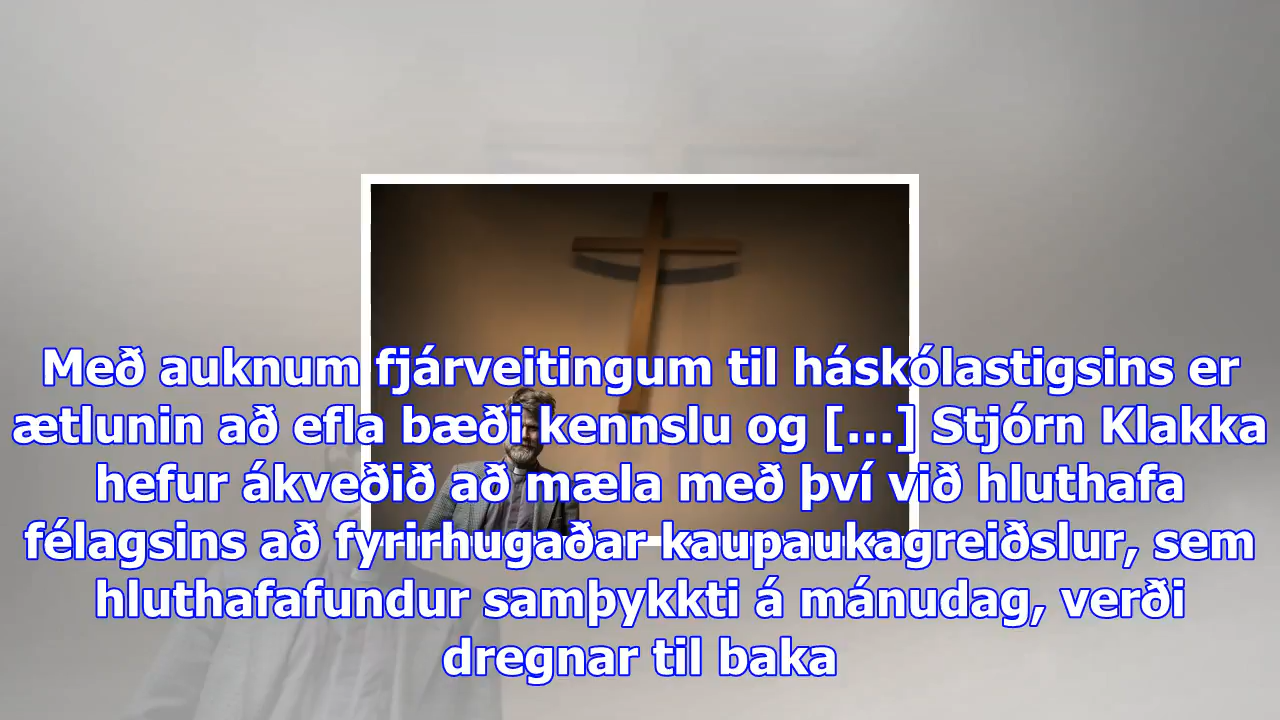 Með auknum fjárveitingum til háskólastigsins er
ætlunin að efla bæði kennslu og [...] Stjórn Klakka
hefur ákveðið að mæla með því við hluthafa
félagsins að fyrirhugaðar kaupaukagreiðslur, sem
hluthafafundur samþykkti á mánudag, verði
dregnar til baka